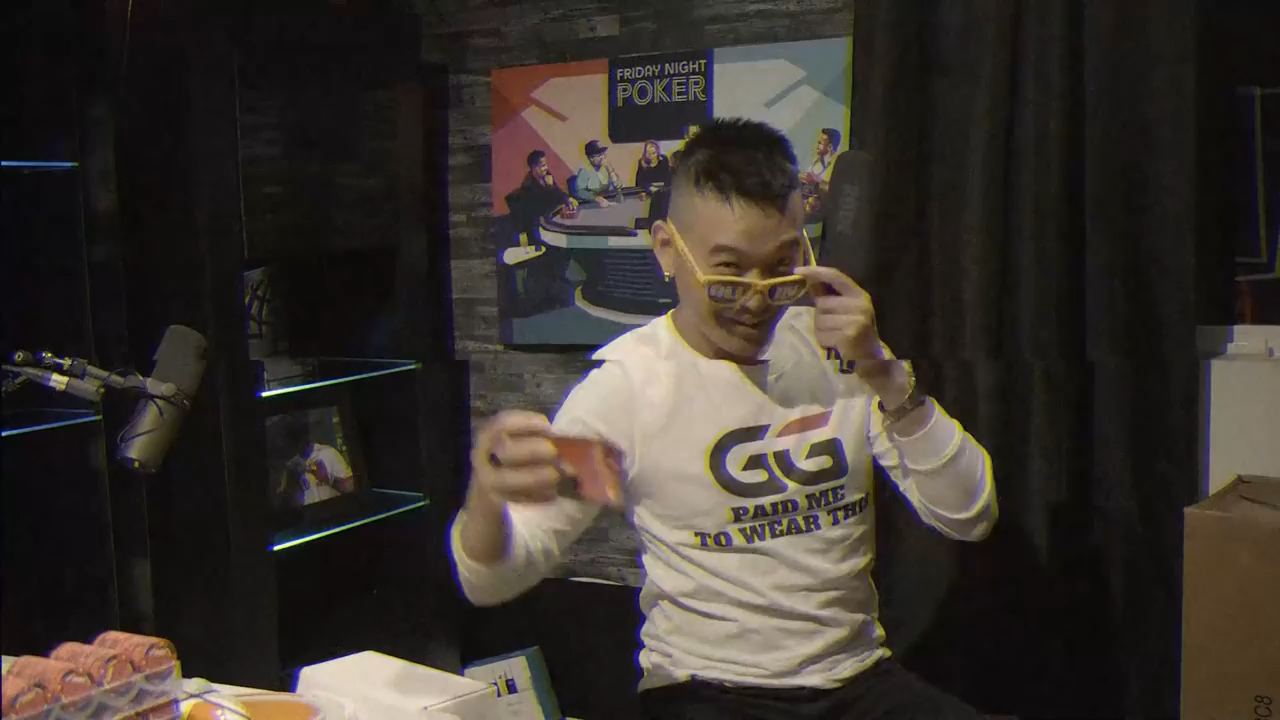 FRIDAY NIGHT
POKER
GG
PAID ME
TO WEAR THIS